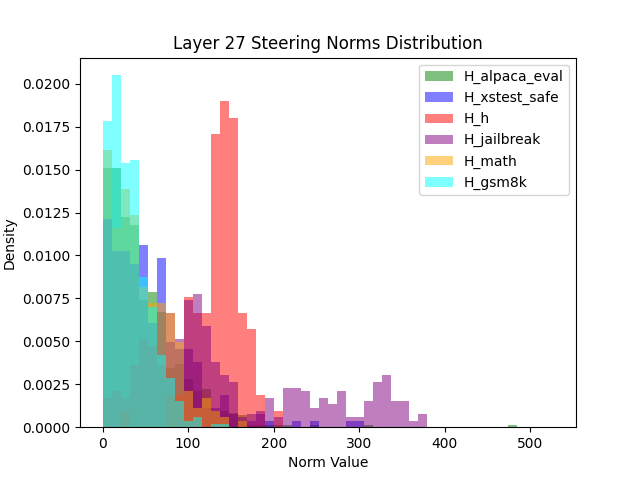 Layer 27 Steering Norms Distribution
H_alpaca_eval
H_xstest_safe
H_h
H_jailbreak
H_math
H_gsm8k
Density
0.0200
0.0175
0.0150
0.0125
0.0100
0.0075
0.0050
0.0025
0.0000
0 100 200 300 400 500
Norm Value